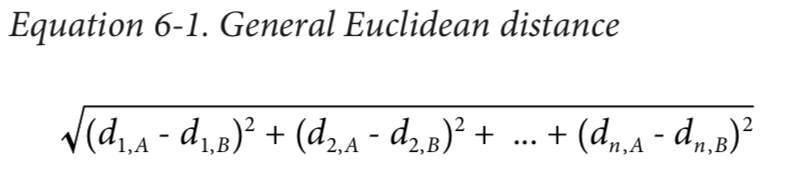 Equation 6-1. General Euclidean distance
√(d₁,A - d₁,B)² + (d₂,A - d₂,B)² + ... + (dₙ,A - dₙ,B)²